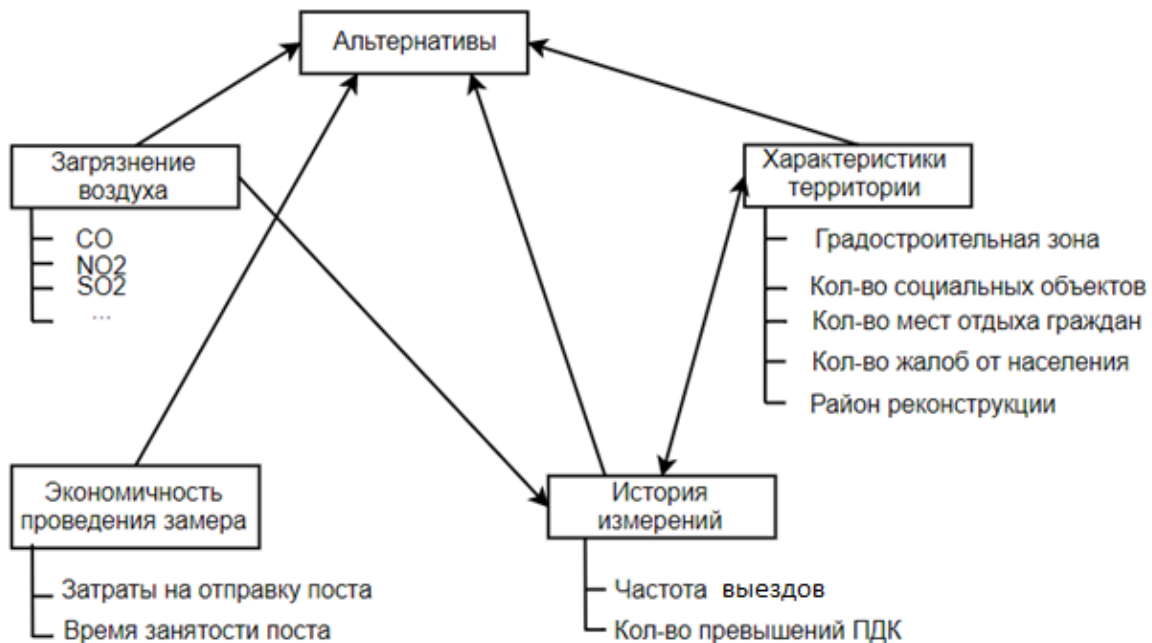 Альтернативы
Загрязнение
воздуха
CO
NO2
SO2
...
Характеристики
территории
Градостроительная зона
Кол-во социальных объектов
Кол-во мест отдыха граждан
Кол-во жалоб от населения
Район реконструкции
Экономичность
проведения замера
Затраты на отправку поста
Время занятости поста
История
измерений
Частота выездов
Кол-во превышений ПДК